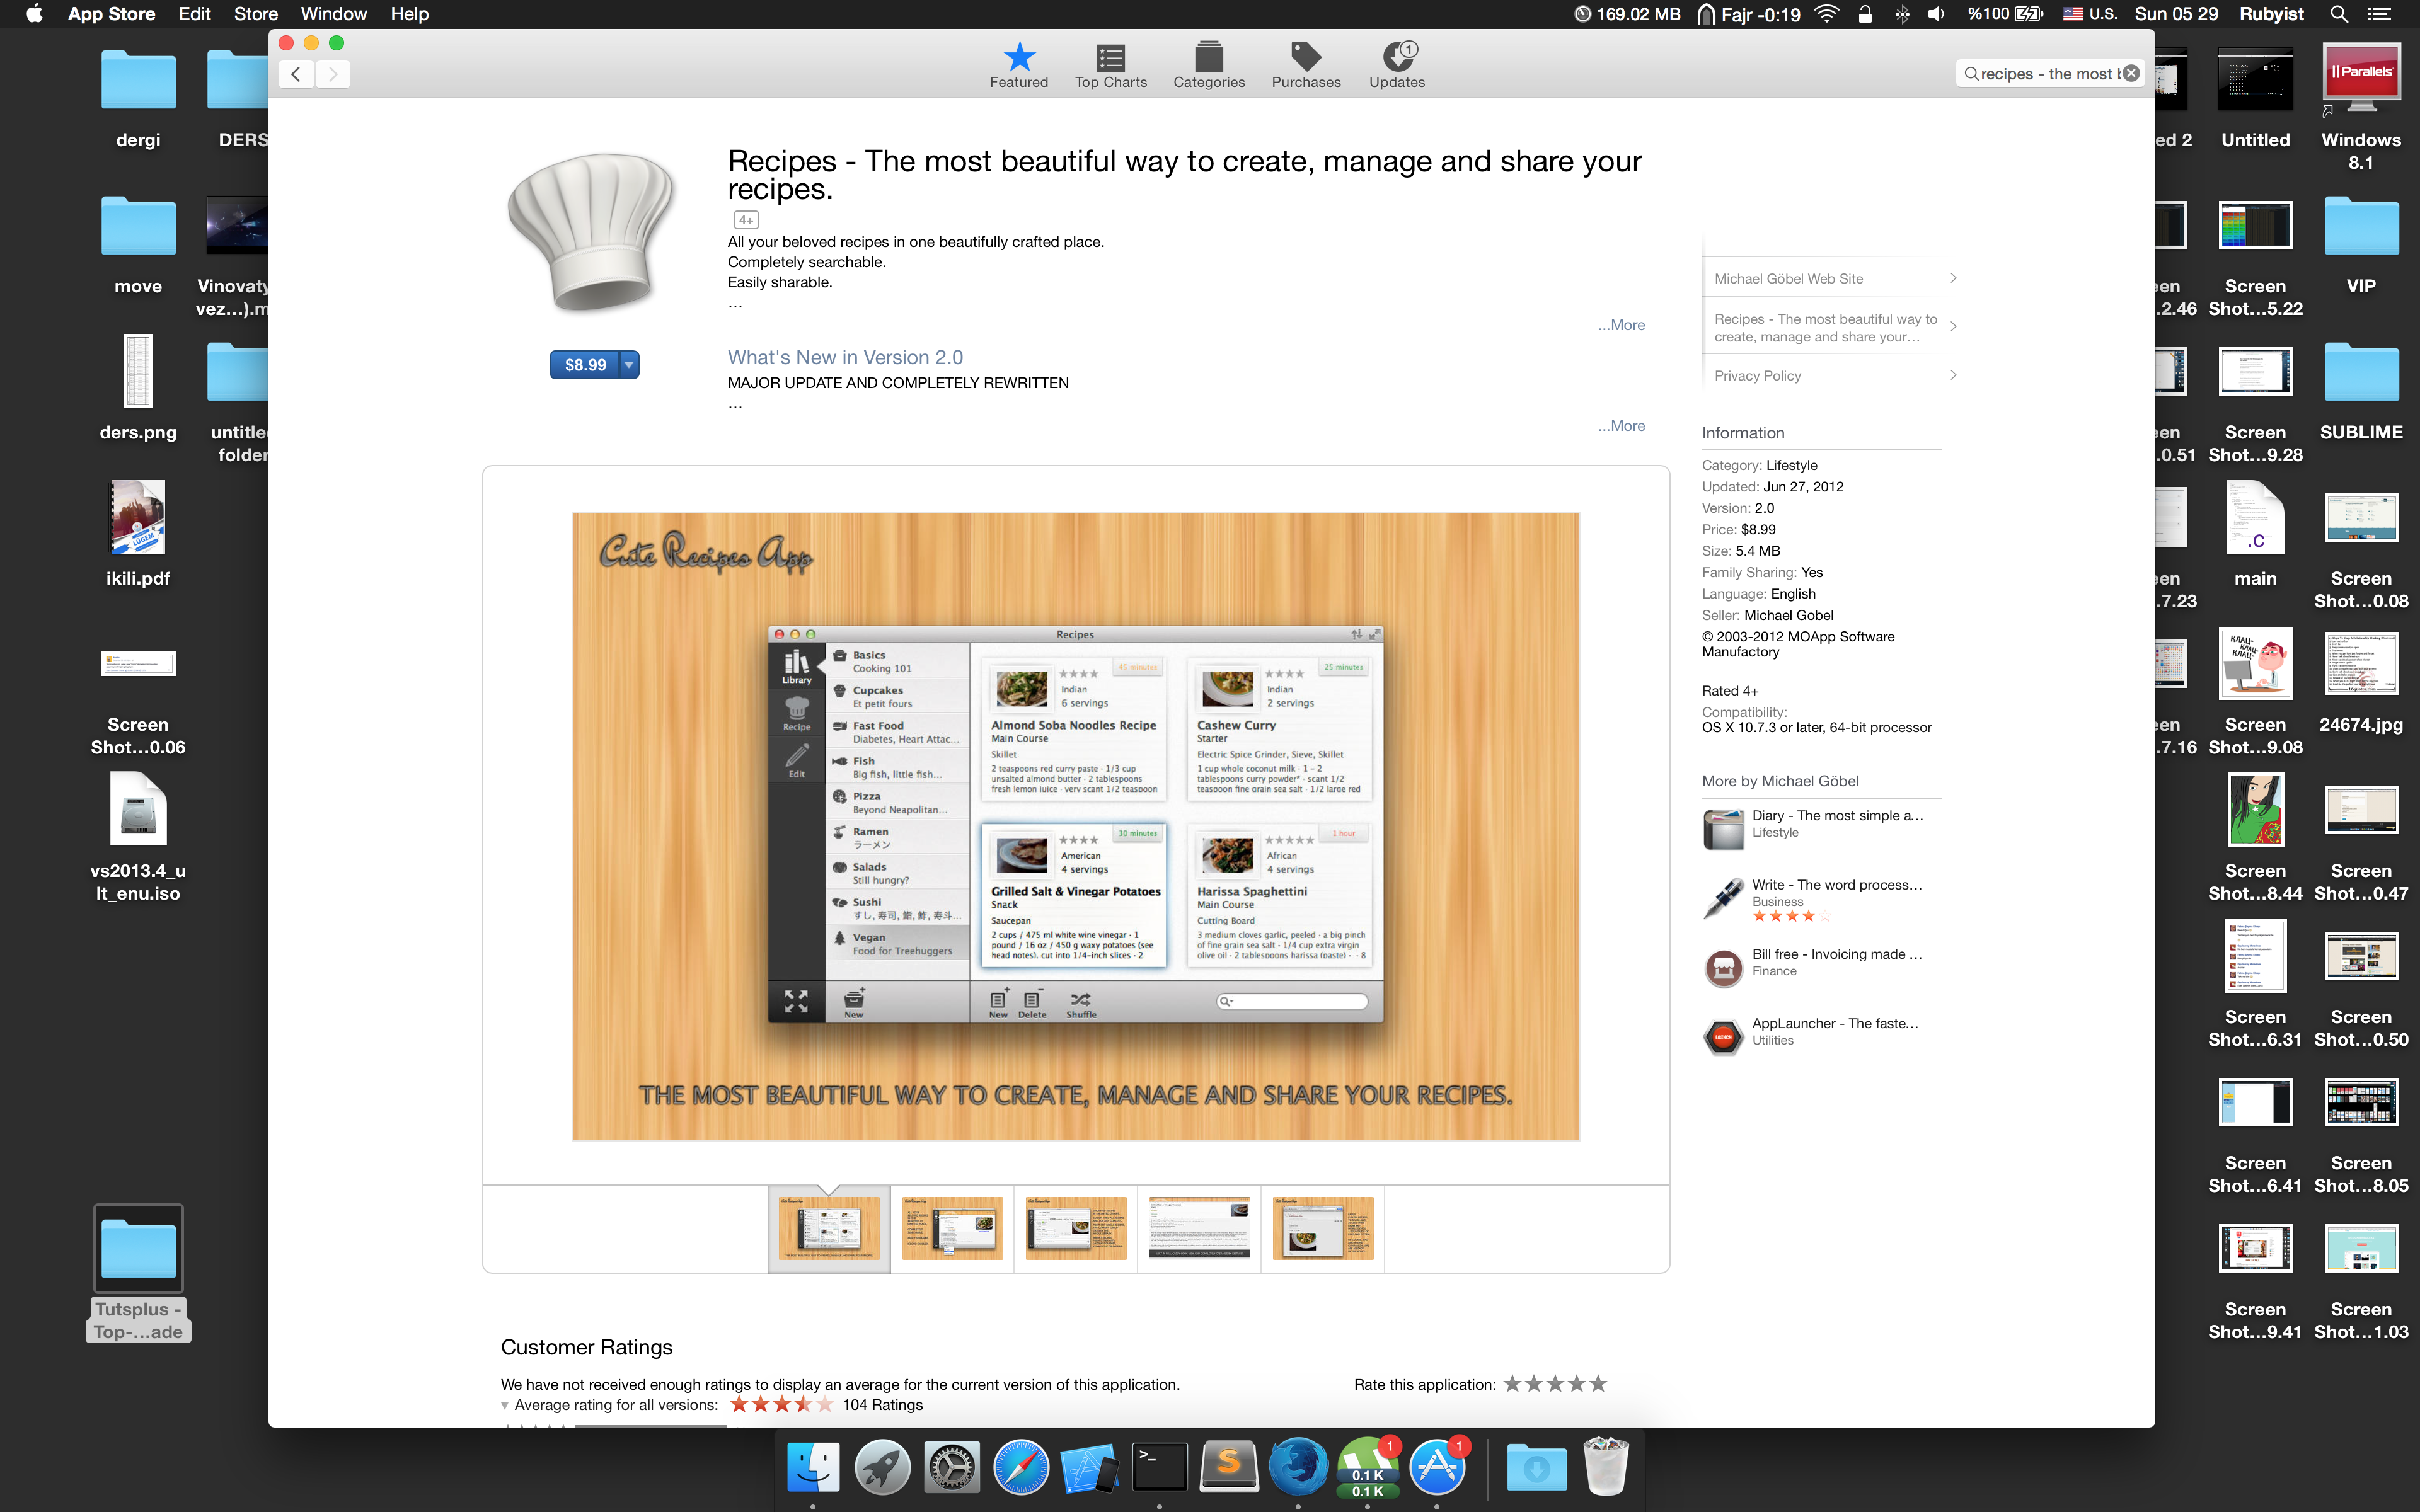 App Store Edit Store Window Help
169.02 MB Fajr -0:19 %100 U.S. Sun 05 29 Rubyist
Featured
Top Charts
Categories
Purchases
1
Updates
recipes - the most
Recipes - The most beautiful way to create, manage and share your
recipes.
4+
All your beloved recipes in one beautifully crafted place.
Completely searchable.
Easily sharable.
...
...More
$8.99
What's New in Version 2.0
MAJOR UPDATE AND COMPLETELY REWRITTEN
...
...More
Michael Göbel Web Site
Recipes - The most beautiful way to
create, manage and share your...
Privacy Policy
Information
Category: Lifestyle
Updated: Jun 27, 2012
Version: 2.0
Price: $8.99
Size: 5.4 MB
Family Sharing: Yes
Language: English
Seller: Michael Gobel
© 2003-2012 MOApp Software
Manufactory
Rated 4+
Compatibility:
OS X 10.7.3 or later, 64-bit processor
More by Michael Göbel
Diary - The most simple a...
Lifestyle
Write - The word process...
Business
Bill free - Invoicing made ...
Finance
LAUNCH
AppLauncher - The faste...
Utilities
Cute Recipes App
Recipes
Library
Recipe
Edit
Basics
Cooking 101
Cupcakes
Et petit fours
Fast Food
Diabetes, Heart Attac...
Fish
Big fish, little fish...
Pizza
Beyond Neapolitan...
Ramen
ラーメン
Salads
Still hungry?
Sushi
すし, 寿司, 鮨, 鮓, 寿斗...
Vegan
Food for Treehuggers
45 minutes
Indian
6 servings
Almond Soba Noodles Recipe
Main Course
Skillet
2 teaspoons red curry paste · 1/3 cup
unsalted almond butter · 2 tablespoons
fresh lemon juice · very scant 1/2 teaspoon
25 minutes
Indian
2 servings
Cashew Curry
Starter
Electric Spice Grinder, Sieve, Skillet
1 cup whole coconut milk · 1 – 2
tablespoons curry powder* · scant 1/2
teaspoon fine grain sea salt · 1/2 large red
30 minutes
American
4 servings
Grilled Salt & Vinegar Potatoes
Snack
Saucepan
2 cups / 475 ml white wine vinegar · 1
pound / 16 oz / 450 g waxy potatoes (see
head notes), cut into 1/4-inch slices · 2
1 hour
African
4 servings
Harissa Spaghettini
Main Course
Cutting Board
3 medium cloves garlic, peeled · a big pinch
of fine grain sea salt · 1/4 cup extra virgin
olive oil · 2 tablespoons harissa (paste) · · 8
New
New Delete Shuffle
THE MOST BEAUTIFUL WAY TO CREATE, MANAGE AND SHARE YOUR RECIPES.
Customer Ratings
We have not received enough ratings to display an average for the current version of this application.
Rate this application:
Average rating for all versions: 104 Ratings
dergi
DERS
move
Vinovaty
vez...).m
ders.png
untitle
folder
LÜGEM
ikili.pdf
Screen
Shot...0.06
vs2013.4_u
lt_enu.iso
Tutsplus -
Top-...ade
ed 2
Untitled
Parallels
Windows
8.1
een
.2.46
Screen
Shot...5.22
VIP
een
.0.51
Screen
Shot...9.28
SUBLIME
een
.7.23
.C
main
Screen
Shot...0.08
КЛАЦ-
КЛАЦ-
КЛАЦ-
een
.7.16
Screen
Shot...9.08
24674.jpg
Screen
Shot...8.44
Screen
Shot...0.47
Screen
Shot...6.31
Screen
Shot...0.50
Screen
Shot...6.41
Screen
Shot...8.05
Screen
Shot...9.41
Screen
Shot...1.03
>_
S
1
0.1 K
0.1 K
1